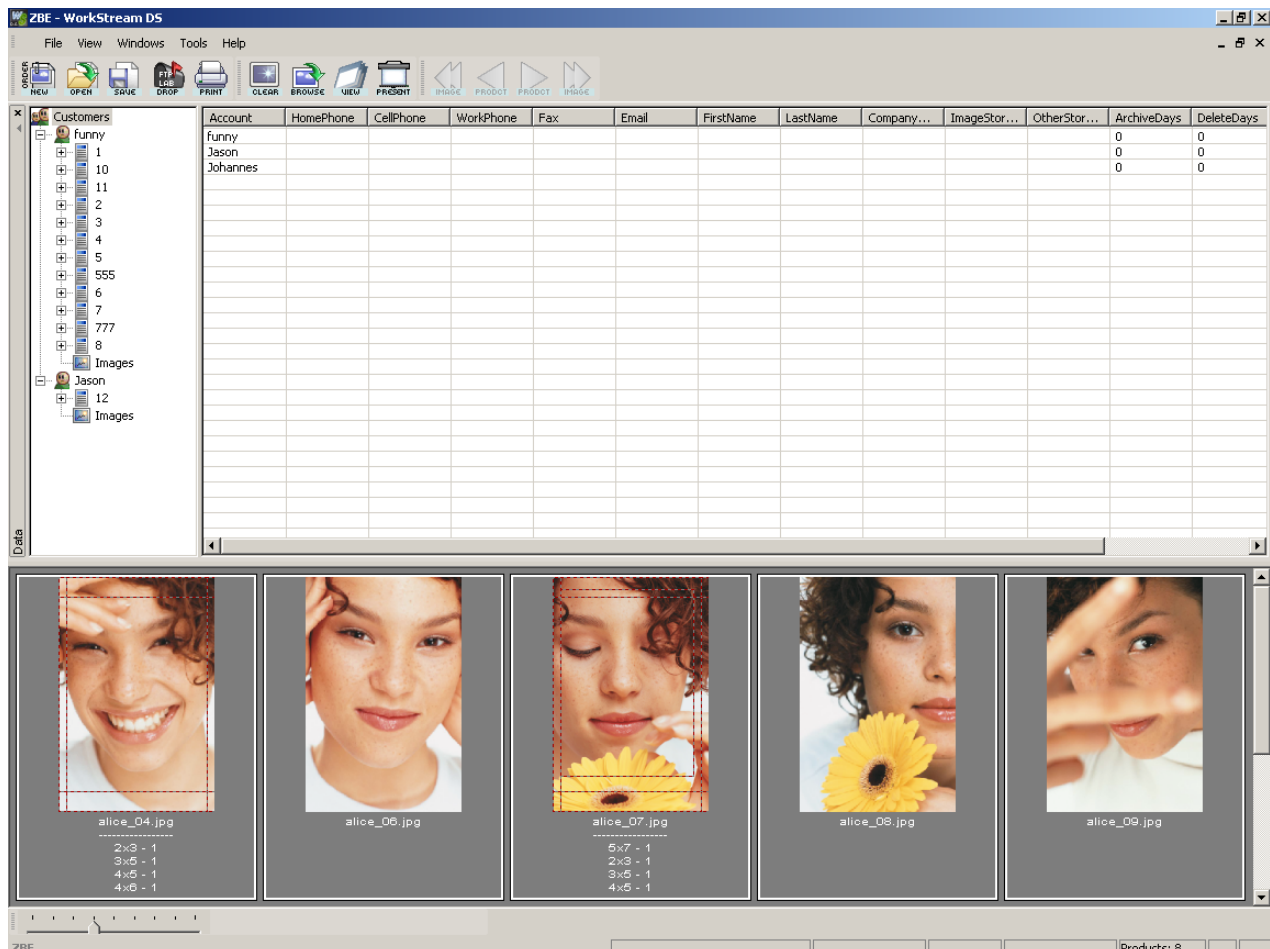 ZBE - WorkStream DS
File View Windows Tools Help
ORDER
NEW OPEN SAVE FTP LAB DROP PRINT CLEAR BROWSE VIEW PRESENT IMAGE PRODCT PRODCT IMAGE
Customers
funny
1
10
11
2
3
4
5
555
6
7
777
8
Images
Jason
12
Images
Data
Account HomePhone CellPhone WorkPhone Fax Email FirstName LastName Company... ImageStor... OtherStor... ArchiveDays DeleteDays
funny 0 0
Jason 0 0
Johannes 0 0
alice_04.jpg
-----------------
2x3 - 1
3x5 - 1
4x5 - 1
4x6 - 1
alice_06.jpg
alice_07.jpg
-----------------
5x7 - 1
2x3 - 1
3x5 - 1
4x5 - 1
alice_08.jpg
alice_09.jpg
ZBE Products: 8